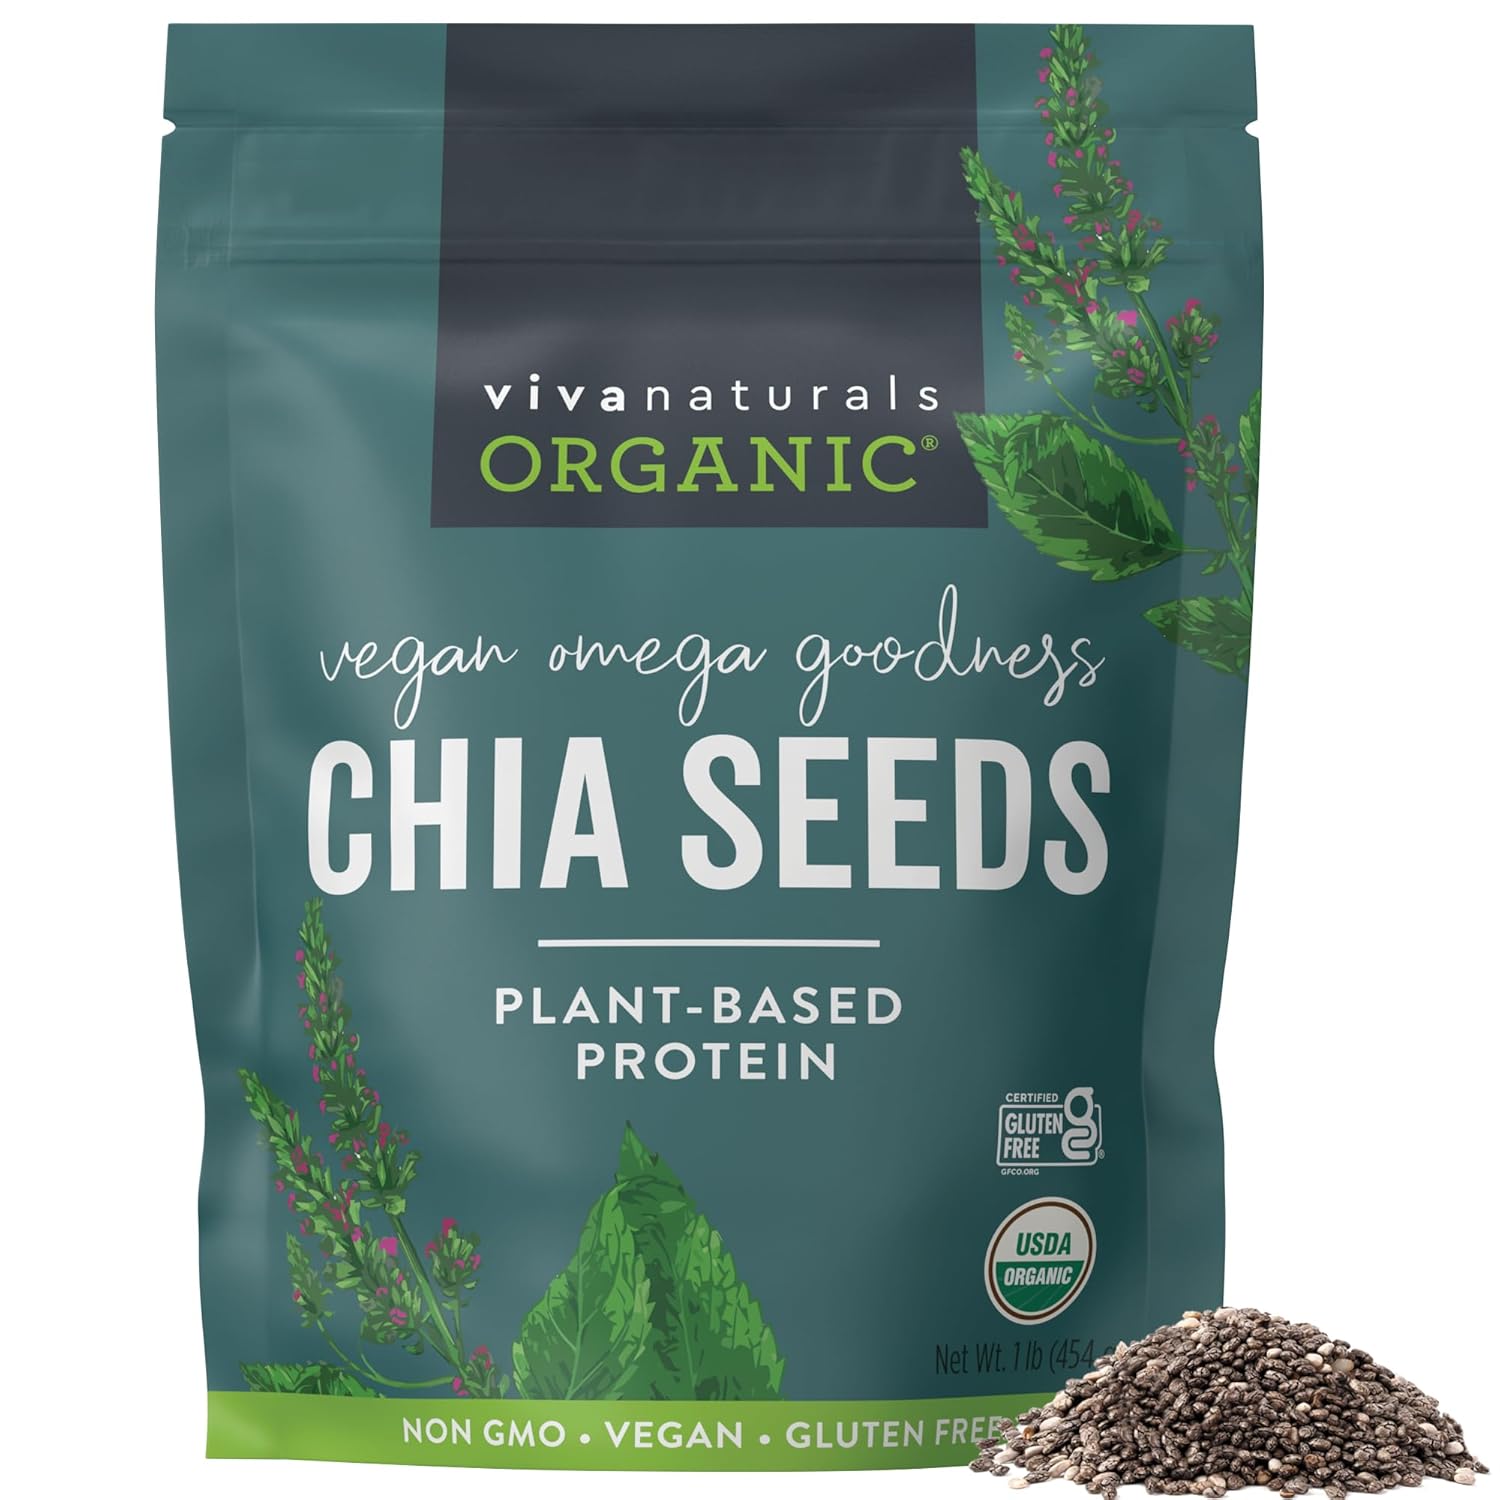 vivanaturals
ORGANIC®
vegan omega goodness
CHIA SEEDS
PLANT-BASED
PROTEIN
CERTIFIED
GLUTEN
FREE
GFCO.ORG
USDA
ORGANIC
Net Wt. 1 lb (454
NON GMO • VEGAN • GLUTEN FREE